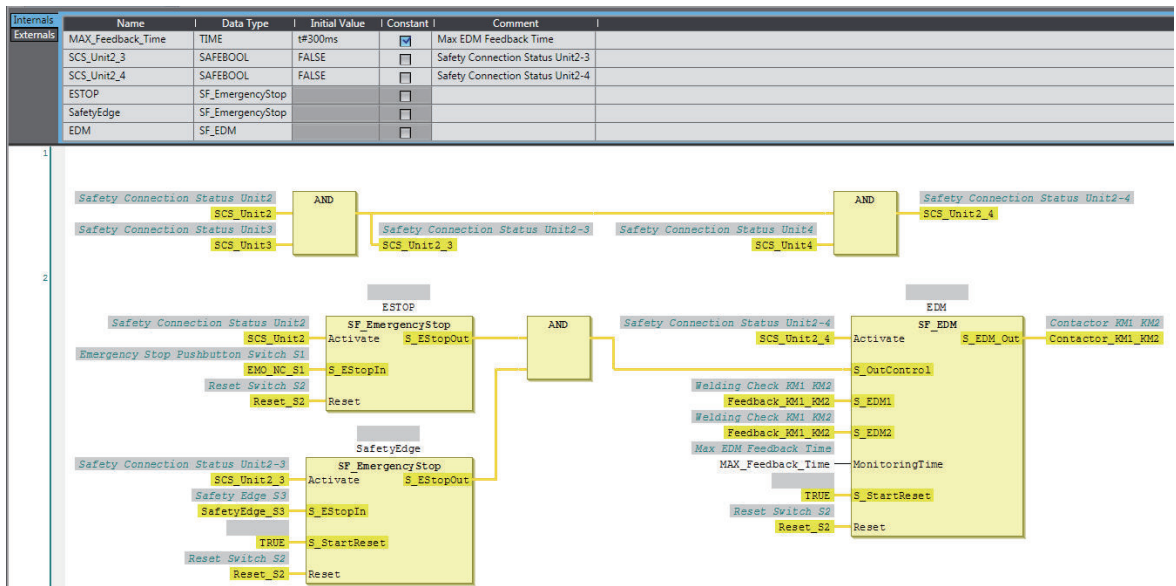 Internals
Externals
Name Data Type Initial Value Constant Comment
MAX_Feedback_Time TIME t#300ms Max EDM Feedback Time
SCS_Unit2_3 SAFEBOOL FALSE Safety Connection Status Unit2-3
SCS_Unit2_4 SAFEBOOL FALSE Safety Connection Status Unit2-4
ESTOP SF_EmergencyStop
SafetyEdge SF_EmergencyStop
EDM SF_EDM
1
Safety Connection Status Unit2
SCS_Unit2
Safety Connection Status Unit3
SCS_Unit3
AND
Safety Connection Status Unit2-3
SCS_Unit2_3
Safety Connection Status Unit4
SCS_Unit4
AND
Safety Connection Status Unit2-4
SCS_Unit2_4
2
ESTOP
SF_EmergencyStop
Safety Connection Status Unit2
SCS_Unit2 Activate S_EStopOut
Emergency Stop Pushbutton Switch S1
EMO_NC_S1 S_EStopIn
Reset Switch S2
Reset_S2 Reset
AND
SafetyEdge
SF_EmergencyStop
Safety Connection Status Unit2-3
SCS_Unit2_3 Activate S_EStopOut
Safety Edge S3
SafetyEdge_S3 S_EStopIn
TRUE S_StartReset
Reset Switch S2
Reset_S2 Reset
EDM
SF_EDM
Safety Connection Status Unit2-4
SCS_Unit2_4 Activate S_EDM_Out
Contactor KM1 KM2
Contactor_KM1_KM2
S_OutControl
Welding Check KM1 KM2
Feedback_KM1_KM2 S_EDM1
Welding Check KM1 KM2
Feedback_KM1_KM2 S_EDM2
Max EDM Feedback Time
MAX_Feedback_Time MonitoringTime
TRUE S_StartReset
Reset Switch S2
Reset_S2 Reset